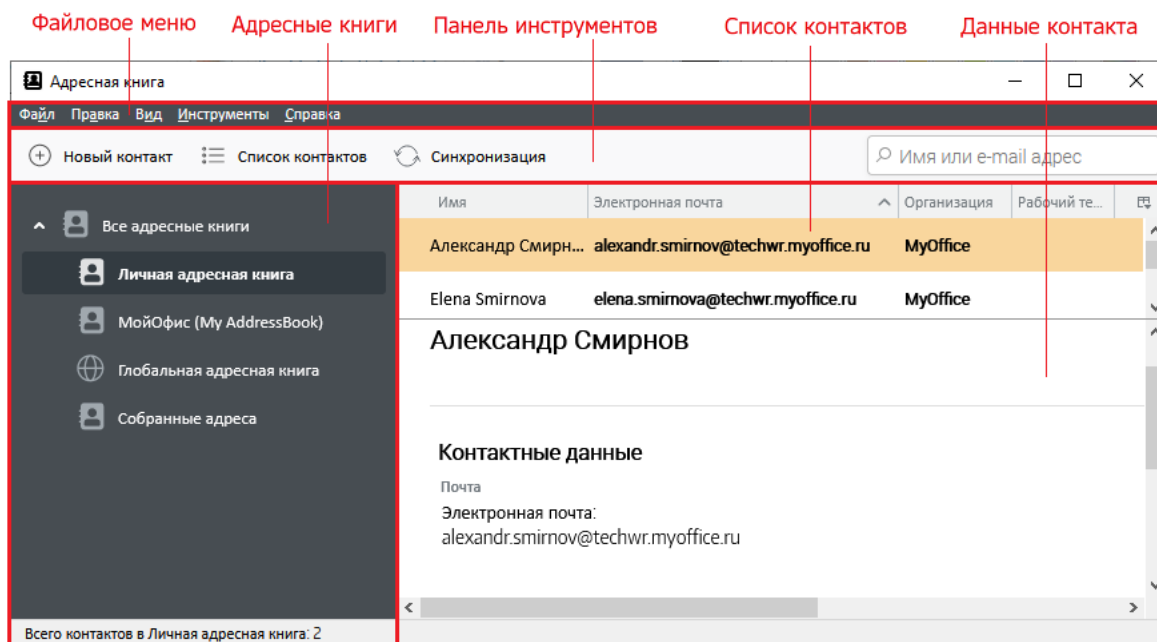 Файловое меню Адресные книги Панель инструментов Список контактов Данные контакта
Адресная книга
Файл Правка Вид Инструменты Справка
Новый контакт Список контактов Синхронизация Имя или e-mail адрес
Имя Электронная почта Организация Рабочий те...
Все адресные книги
Александр Смирн... alexandr.smirnov@techwr.myoffice.ru MyOffice
Личная адресная книга
Elena Smirnova elena.smirnova@techwr.myoffice.ru MyOffice
МойОфис (My AddressBook)
Александр Смирнов
Глобальная адресная книга
Собранные адреса
Контактные данные
Почта
Электронная почта:
alexandr.smirnov@techwr.myoffice.ru
Всего контактов в Личная адресная книга: 2